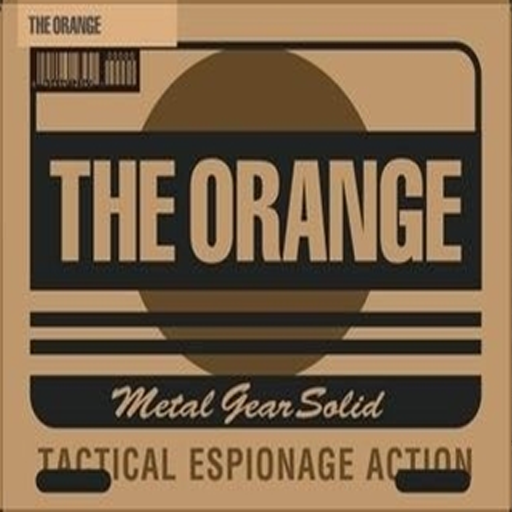 THE ORANGE
THE ORANGE
Metal Gear Solid
TACTICAL ESPIONAGE ACTION